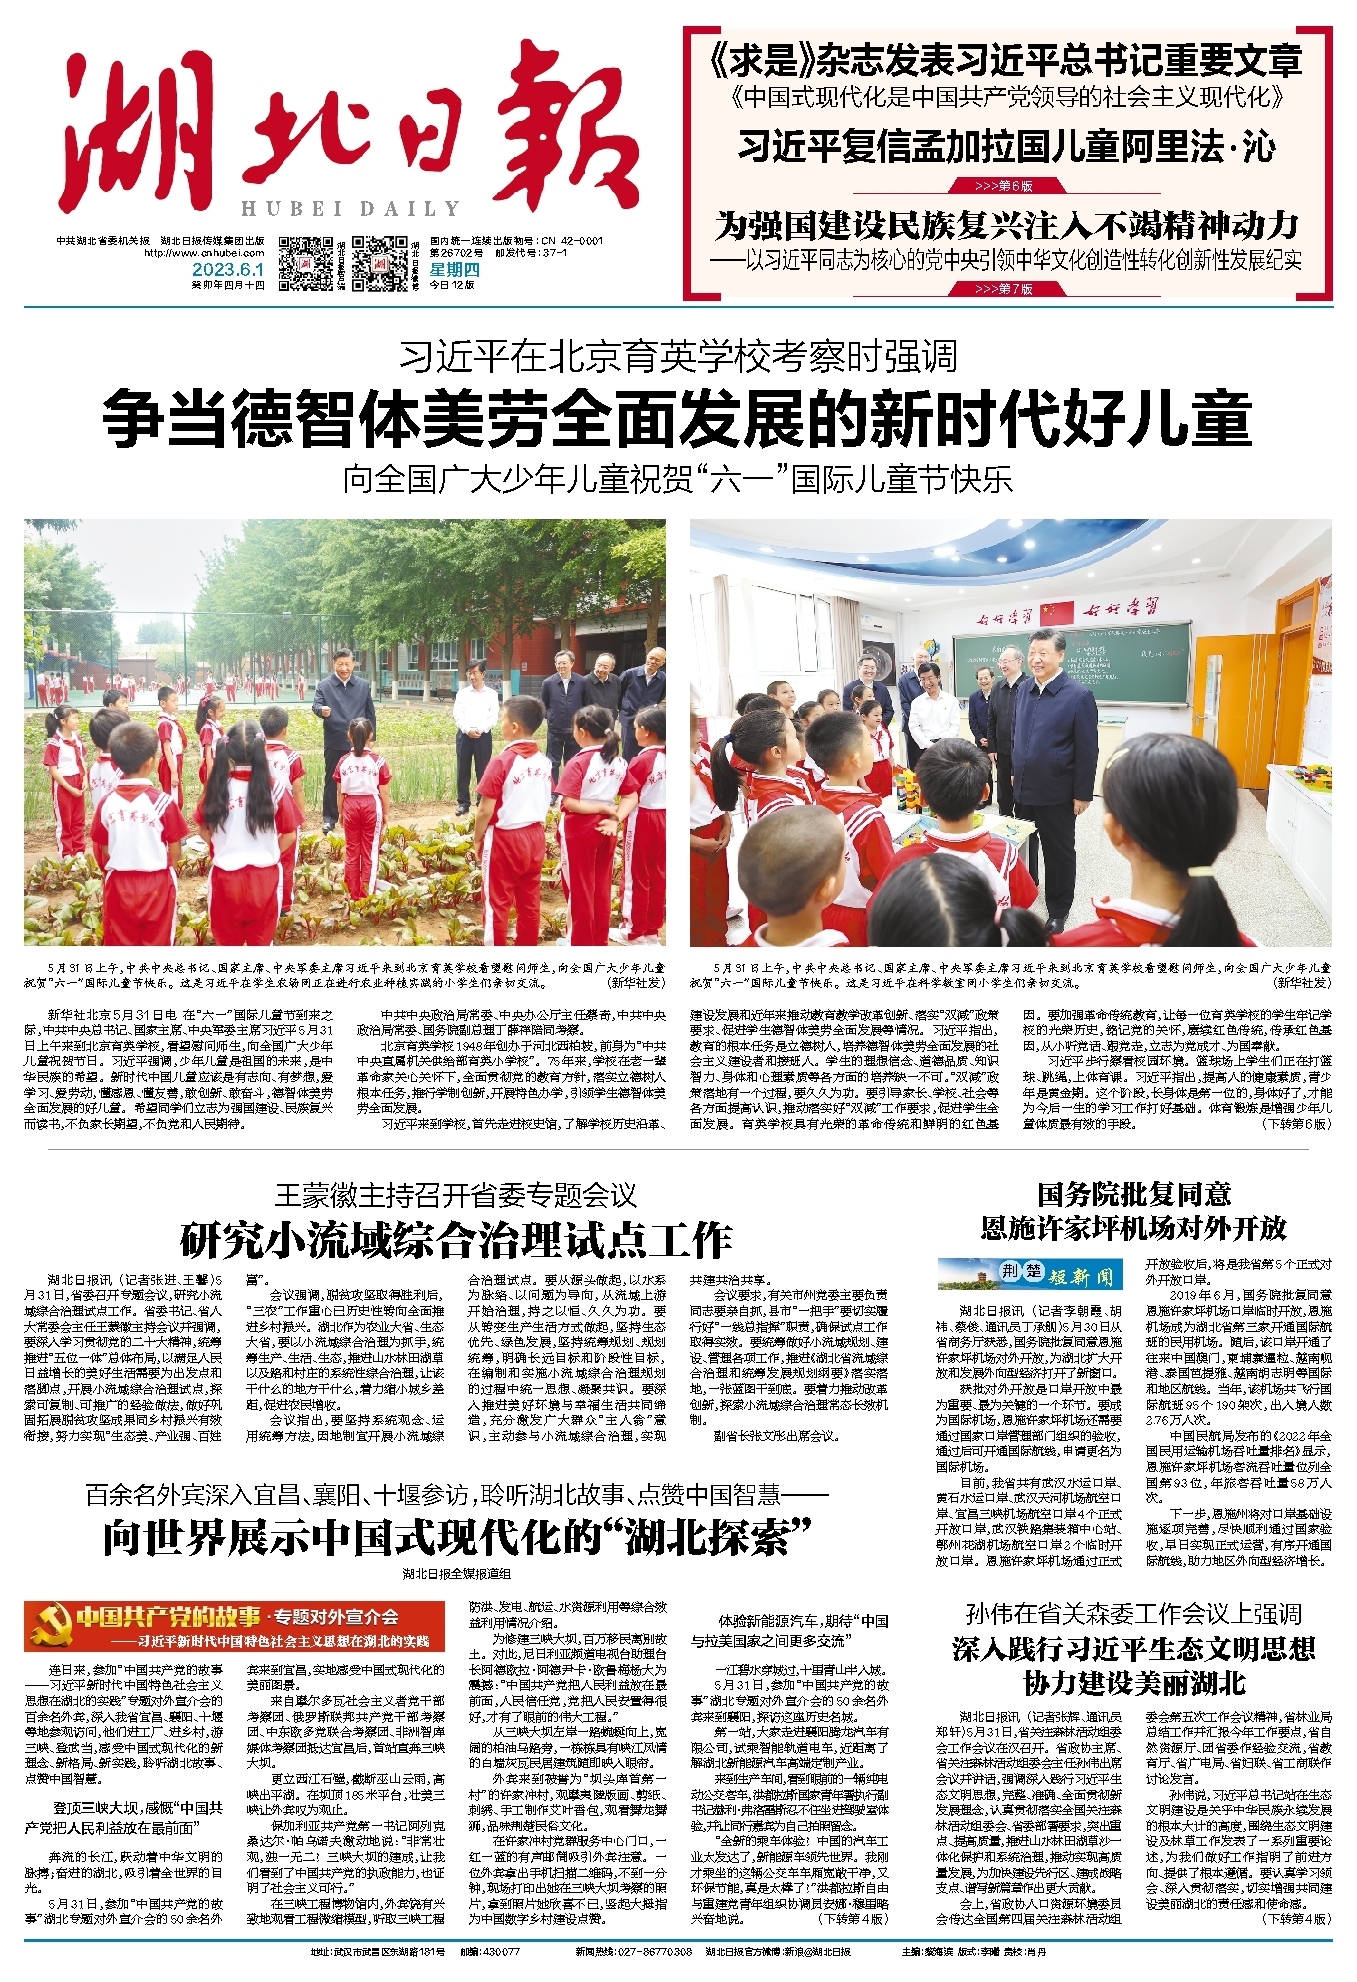 湖北日報
HUBEI DAILY
中共湖北省委机关报 湖北日报传媒集团出版
http://www.cnhubei.com
2023.6.1
癸卯年四月十四
国内统一连续出版物号：CN 42-0001
第26702号 邮发代号：37-1
星期四
今日12版
《求是》杂志发表习近平总书记重要文章
《中国式现代化是中国共产党领导的社会主义现代化》
习近平复信孟加拉国儿童阿里法·沁
>>>第6版
为强国建设民族复兴注入不竭精神动力
——以习近平同志为核心的党中央引领中华文化创造性转化创新性发展纪实
>>>第7版
习近平在北京育英学校考察时强调
争当德智体美劳全面发展的新时代好儿童
向全国广大少年儿童祝贺“六一”国际儿童节快乐
好好学习 好好学习
5月31日上午，中共中央总书记、国家主席、中央军委主席习近平来到北京育英学校看望慰问师生，向全国广大少年儿童
祝贺“六一”国际儿童节快乐。这是习近平在学生农场同正在进行农业种植实践的小学生们亲切交流。 （新华社发）
5月31日上午，中共中央总书记、国家主席、中央军委主席习近平来到北京育英学校看望慰问师生，向全国广大少年儿童
祝贺“六一”国际儿童节快乐。这是习近平在科学教室同小学生们亲切交流。 （新华社发）
新华社北京5月31日电 在“六一”国际儿童节到来之
际，中共中央总书记、国家主席、中央军委主席习近平5月31
日上午来到北京育英学校，看望慰问师生，向全国广大少年
儿童祝贺节日。习近平强调，少年儿童是祖国的未来，是中
华民族的希望。新时代中国儿童应该是有志向、有梦想，爱
学习、爱劳动，懂感恩、懂友善，敢创新、敢奋斗，德智体美劳
全面发展的好儿童。希望同学们立志为强国建设、民族复兴
而读书，不负家长期望，不负党和人民期待。
中共中央政治局常委、中央办公厅主任蔡奇，中共中央
政治局常委、国务院副总理丁薛祥陪同考察。
北京育英学校1948年创办于河北西柏坡，前身为“中共
中央直属机关供给部育英小学校”。75年来，学校在老一辈
革命家关心关怀下，全面贯彻党的教育方针，落实立德树人
根本任务，推行学制创新，开展特色办学，引领学生德智体美
劳全面发展。
习近平来到学校，首先走进校史馆，了解学校历史沿革、
建设发展和近年来推动教育教学改革创新、落实“双减”政策
要求、促进学生德智体美劳全面发展等情况。习近平指出，
教育的根本任务是立德树人，培养德智体美劳全面发展的社
会主义建设者和接班人。学生的理想信念、道德品质、知识
智力、身体和心理素质等各方面的培养缺一不可。“双减”政
策落地有一个过程，要久久为功。要引导家长、学校、社会等
各方面提高认识，推动落实好“双减”工作要求，促进学生全
面发展。育英学校具有光荣的革命传统和鲜明的红色基
因。要加强革命传统教育，让每一位育英学校的学生牢记学
校的光荣历史，铭记党的关怀，赓续红色传统，传承红色基
因，从小听党话、跟党走，立志为党成才、为国奉献。
习近平步行察看校园环境。篮球场上学生们正在打篮
球、跳绳，上体育课。习近平指出，提高人的健康素质，青少
年是黄金期。这个阶段，长身体是第一位的，身体好了，才能
为今后一生的学习工作打好基础。体育锻炼是增强少年儿
童体质最有效的手段。 （下转第6版）
王蒙徽主持召开省委专题会议
研究小流域综合治理试点工作
湖北日报讯（记者张进、王馨）5
月31日，省委召开专题会议，研究小流
域综合治理试点工作。省委书记、省人
大常委会主任王蒙徽主持会议并强调，
要深入学习贯彻党的二十大精神，统筹
推进“五位一体”总体布局，以满足人民
日益增长的美好生活需要为出发点和
落脚点，开展小流域综合治理试点，探
索可复制、可推广的经验做法，做好巩
固拓展脱贫攻坚成果同乡村振兴有效
衔接，努力实现“生态美、产业强、百姓
富”。
会议强调，脱贫攻坚取得胜利后，
“三农”工作重心已历史性转向全面推
进乡村振兴。湖北作为农业大省、生态
大省，要以小流域综合治理为抓手，统
筹生产、生活、生态，推进山水林田湖草
以及路和村庄的系统性综合治理，让该
干什么的地方干什么，着力缩小城乡差
距，促进农民增收。
会议指出，要坚持系统观念、运
用统筹方法，因地制宜开展小流域综
合治理试点。要从源头做起，以水系
为脉络、以问题为导向，从流域上游
开始治理，持之以恒、久久为功。要
从转变生产生活方式做起，坚持生态
优先、绿色发展，坚持统筹规划、规划
统筹，明确长远目标和阶段性目标，
在编制和实施小流域综合治理规划
的过程中统一思想、凝聚共识。要深
入推进美好环境与幸福生活共同缔
造，充分激发广大群众“主人翁”意
识，主动参与小流域综合治理，实现
共建共治共享。
会议要求，有关市州党委主要负责
同志要亲自抓，县市“一把手”要切实履
行好“一线总指挥”职责，确保试点工作
取得实效。要统筹做好小流域规划、建
设、管理各项工作，推进《湖北省流域综
合治理和统筹发展规划纲要》落实落
地，一张蓝图干到底。要着力推动改革
创新，探索小流域综合治理常态长效机
制。
副省长张文彤出席会议。
国务院批复同意
恩施许家坪机场对外开放
荆楚短新闻
湖北日报讯（记者李朝霞、胡
祎、蔡俊、通讯员丁承航）5月30日从
省商务厅获悉，国务院批复同意恩施
许家坪机场对外开放，为湖北扩大开
放和发展外向型经济打开了新窗口。
获批对外开放是口岸开放中最
为重要、最为关键的一个环节。要成
为国际机场，恩施许家坪机场还需要
通过国家口岸管理部门组织的验收，
通过后可开通国际航线，申请更名为
国际机场。
目前，我省共有武汉水运口岸、
黄石水运口岸、武汉天河机场航空口
岸、宜昌三峡机场航空口岸4个正式
开放口岸，武汉铁路集装箱中心站、
鄂州花湖机场航空口岸2个临时开
放口岸。恩施许家坪机场通过正式
开放验收后，将是我省第5个正式对
外开放口岸。
2019年6月，国务院批复同意
恩施许家坪机场口岸临时开放，恩施
机场成为湖北省第三家开通国际航
班的民用机场。随后，该口岸开通了
往来中国澳门，柬埔寨暹粒、越南岘
港、泰国芭提雅、越南胡志明等国际
和地区航线。当年，该机场共飞行国
际航班95个190架次，出入境人数
2.76万人次。
中国民航局发布的《2022年全
国民用运输机场吞吐量排名》显示，
恩施许家坪机场客流吞吐量位列全
国第93位，年旅客吞吐量58万人
次。
下一步，恩施州将对口岸基础设
施逐项完善，尽快顺利通过国家验
收，早日实现正式运营，有序开通国
际航线，助力地区外向型经济增长。
百余名外宾深入宜昌、襄阳、十堰参访，聆听湖北故事、点赞中国智慧——
向世界展示中国式现代化的“湖北探索”
湖北日报全媒报道组
中国共产党的故事·专题对外宣介会
——习近平新时代中国特色社会主义思想在湖北的实践
连日来，参加“中国共产党的故事
——习近平新时代中国特色社会主义
思想在湖北的实践”专题对外宣介会的
百余名外宾，深入我省宜昌、襄阳、十堰
等地参观访问，他们进工厂、进乡村，游
三峡、登武当，感受中国式现代化的新
理念、新格局、新实践，聆听湖北故事、
点赞中国智慧。
登顶三峡大坝，感慨“中国共
产党把人民利益放在最前面”
奔流的长江，跃动着中华文明的
脉搏；奋进的湖北，吸引着全世界的目
光。
5月31日，参加“中国共产党的故
事”湖北专题对外宣介会的50余名外
宾来到宜昌，实地感受中国式现代化的
美丽图景。
来自摩尔多瓦社会主义者党干部
考察团、俄罗斯联邦共产党干部考察
团、中东欧多党联合考察团、非洲智库
媒体考察团抵达宜昌后，首站直奔三峡
大坝。
更立西江石壁，截断巫山云雨，高
峡出平湖。在坝顶185米平台，壮美三
峡让外宾叹为观止。
保加利亚共产党第一书记阿列克
桑达尔·帕乌诺夫激动地说：“非常壮
观，独一无二！三峡大坝的建成，让我
们看到了中国共产党的执政能力，也证
明了社会主义可行。”
在三峡工程博物馆内，外宾饶有兴
致地观看工程微缩模型，听取三峡工程
防洪、发电、航运、水资源利用等综合效
益利用情况介绍。
为修建三峡大坝，百万移民离别故
土。对此，尼日利亚频道电视台助理台
长阿德欧拉·阿德尹卡·欧鲁梅杨大为
震撼：“中国共产党把人民利益放在最
前面，人民信任党，党把人民安置得很
好，才有了眼前的伟大工程。”
从三峡大坝左岸一路蜿蜒向上，宽
阔的柏油马路旁，一栋栋具有峡江风情
的白墙灰瓦民居建筑随即映入眼帘。
外宾来到被誉为“坝头库首第一
村”的许家冲村，观摩夷陵版画、剪纸、
刺绣、手工制作艾叶香包，观看舞龙舞
狮，品味荆楚民俗文化。
在许家冲村党群服务中心门口，一
红一蓝的有声邮筒吸引外宾注意。一
位外宾拿出手机扫描二维码，不到一分
钟，现场打印出她在三峡大坝考察的照
片，拿到照片她欣喜不已，竖起大拇指
为中国数字乡村建设点赞。
体验新能源汽车，期待“中国
与拉美国家之间更多交流”
一江碧水穿城过，十里青山半入城。
5月31日，参加“中国共产党的故
事”湖北专题对外宣介会的50余名外
宾来到襄阳，探访这座历史名城。
第一站，大家走进襄阳腾龙汽车有
限公司，试乘智能轨道电车，近距离了
解湖北新能源汽车高端定制产业。
来到生产车间，看到眼前的一辆纯电
动公交客车，洪都拉斯国家青年署执行副
书记赫利·弗洛雷斯忍不住坐进驾驶室体
验，并让同行嘉宾为自己拍照留念。
“全新的乘车体验！中国的汽车工
业太发达了，新能源车领先世界。我刚
才乘坐的这辆公交车车厢宽敞干净，又
环保节能，真是太棒了！”洪都拉斯自由
与重建党青年组织协调员安娜·穆里略
兴奋地说。 （下转第4版）
孙伟在省关森委工作会议上强调
深入践行习近平生态文明思想
协力建设美丽湖北
湖北日报讯（记者张辉、通讯员
郑轩）5月31日，省关注森林活动组委
会工作会议在汉召开。省政协主席、
省关注森林活动组委会主任孙伟出席
会议并讲话，强调深入践行习近平生
态文明思想，完整、准确、全面贯彻新
发展理念，认真贯彻落实全国关注森
林活动组委会、省委部署要求，突出重
点、提高质量，推进山水林田湖草沙一
体化保护和系统治理，推动实现高质
量发展，为加快建设先行区、建成战略
支点、谱写新篇章作出更大贡献。
会上，省政协人口资源环境委员
会传达全国第四届关注森林活动组
委会第五次工作会议精神，省林业局
总结工作并汇报今年工作要点，省自
然资源厅、团省委作经验交流，省教
育厅、省广电局、省妇联、省工商联作
讨论发言。
孙伟说，习近平总书记站在生态
文明建设是关乎中华民族永续发展
的根本大计的高度，围绕生态文明建
设及林草工作发表了一系列重要论
述，为我们做好工作指明了前进方
向、提供了根本遵循。要认真学习领
会、深入贯彻落实，切实增强共同建
设美丽湖北的责任感和使命感。
（下转第4版）
地址：武汉市武昌区东湖路181号 邮编：430077 新闻热线：027-86770308 湖北日报官方微博：新浪@湖北日报 主编：蔡海滨 版式：李曦 责校：肖丹